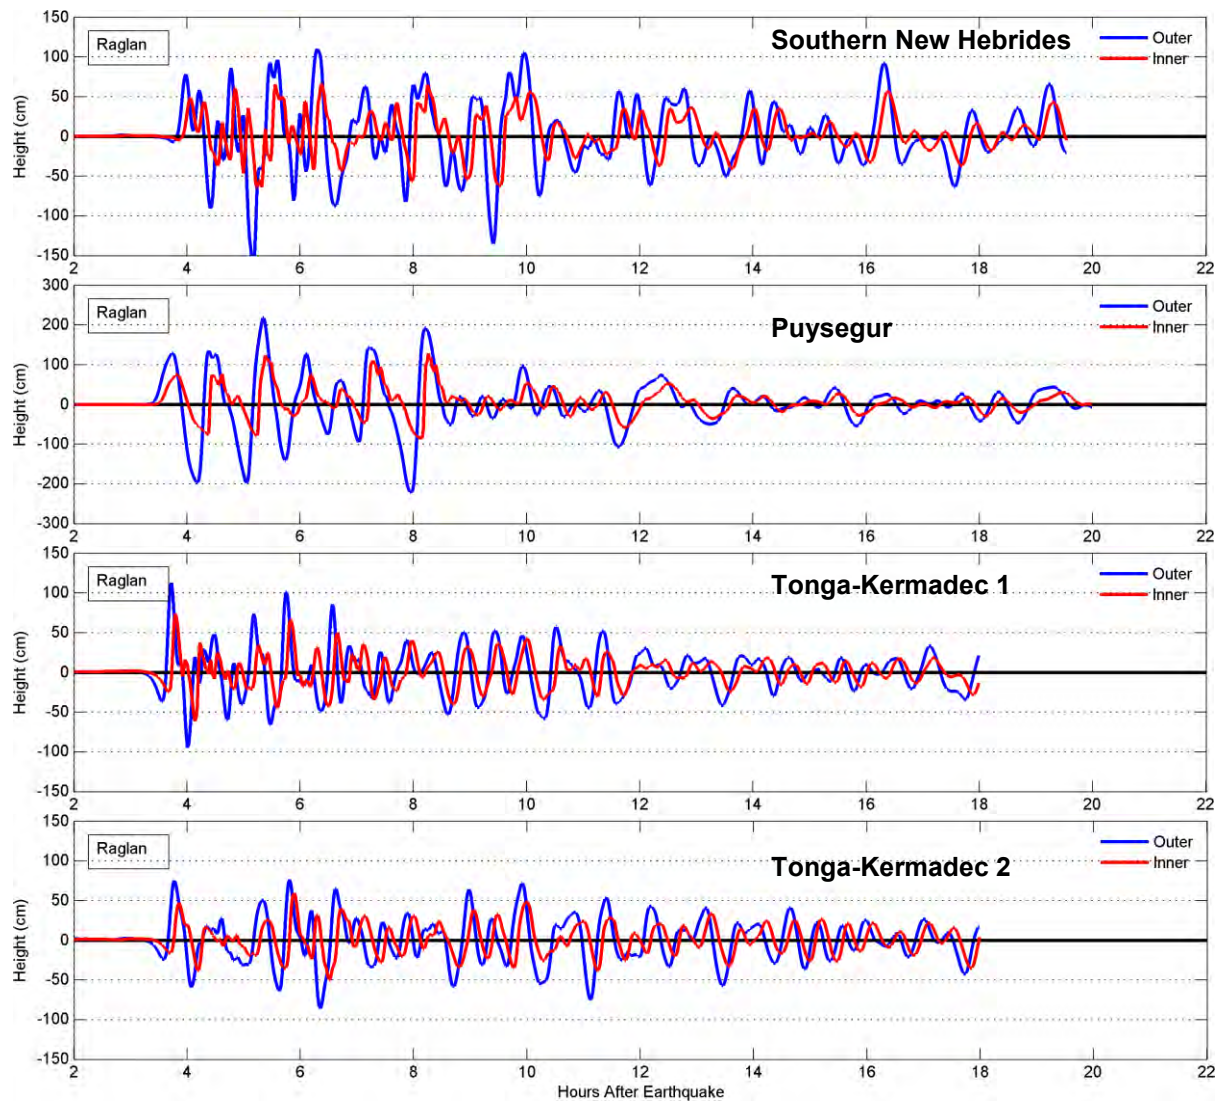 150
100
50
0
-50
-100
-150
Height (cm)
Raglan
Southern New Hebrides
Outer
Inner
2 4 6 8 10 12 14 16 18 20 22
300
200
100
0
-100
-200
-300
Height (cm)
Raglan
Puysegur
Outer
Inner
2 4 6 8 10 12 14 16 18 20 22
150
100
50
0
-50
-100
-150
Height (cm)
Raglan
Tonga-Kermadec 1
Outer
Inner
2 4 6 8 10 12 14 16 18 20 22
150
100
50
0
-50
-100
-150
Height (cm)
Raglan
Tonga-Kermadec 2
Outer
Inner
2 4 6 8 10 12 14 16 18 20 22
Hours After Earthquake